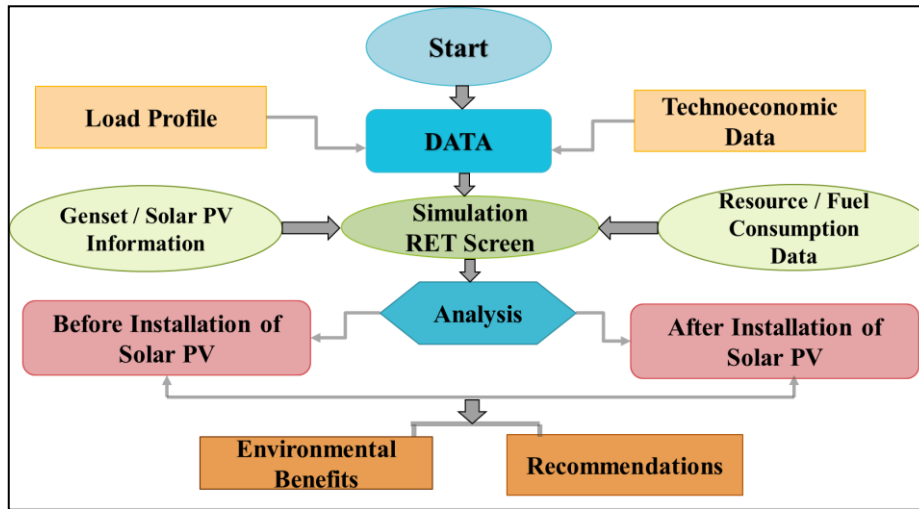 Start
Load Profile
DATA
Technoeconomic
Data
Genset / Solar PV
Information
Simulation
RET Screen
Resource / Fuel
Consumption
Data
Before Installation of
Solar PV
Analysis
After Installation of
Solar PV
Environmental
Benefits
Recommendations